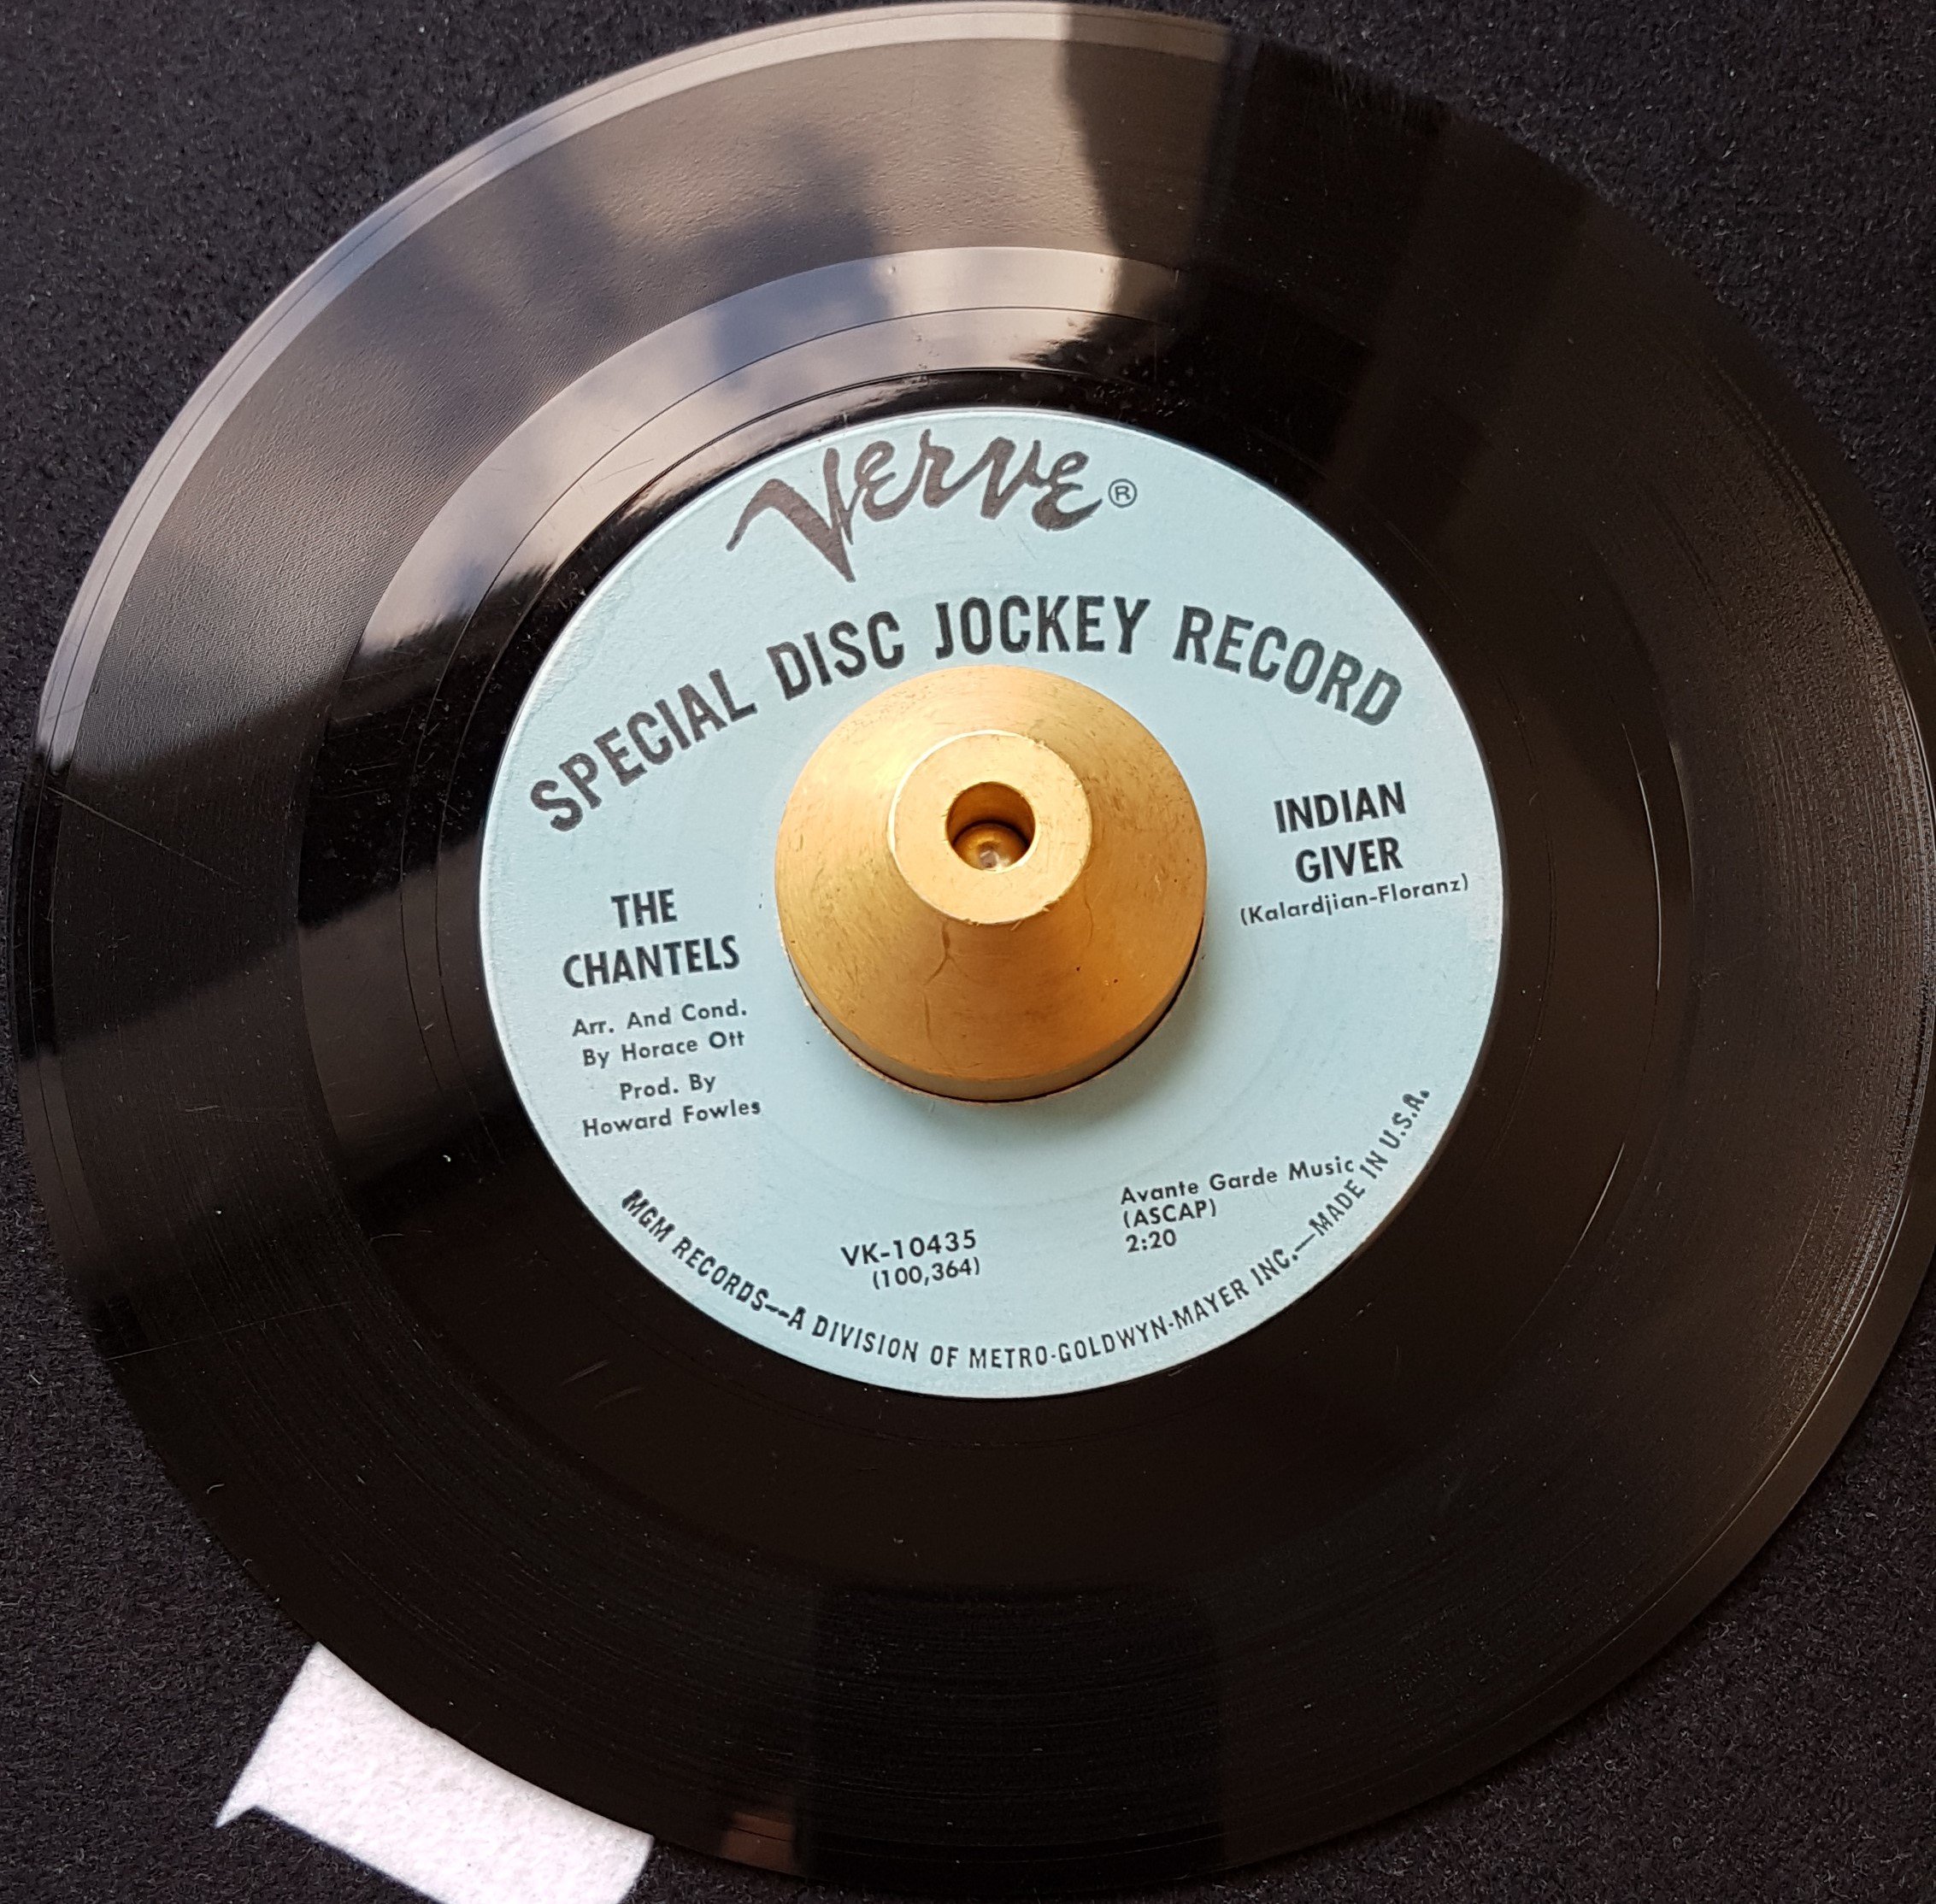 Verve®
SPECIAL DISC JOCKEY RECORD
THE
CHANTELS
Arr. And Cond.
By Horace Ott
Prod. By
Howard Fowles
INDIAN
GIVER
(Kalardjian-Floranz)
VK-10435
(100,364)
Avante Garde Music
(ASCAP)
2:20
MGM RECORDS--A DIVISION OF METRO-GOLDWYN-MAYER INC.—MADE IN U.S.A.